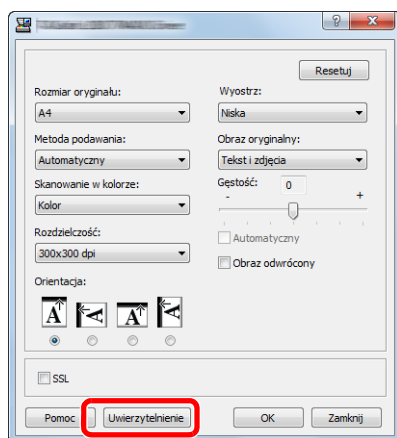 Resetuj
Rozmiar oryginału:
A4
Metoda podawania:
Automatyczny
Skanowanie w kolorze:
Kolor
Rozdzielczość:
300x300 dpi
Orientacja:
A A A A
Wyostrz:
Niska
Obraz oryginalny:
Tekst i zdjęcia
Gęstość: 0
- +
Automatyczny
Obraz odwrócony
SSL
Pomoc Uwierzytelnienie OK Zamknij